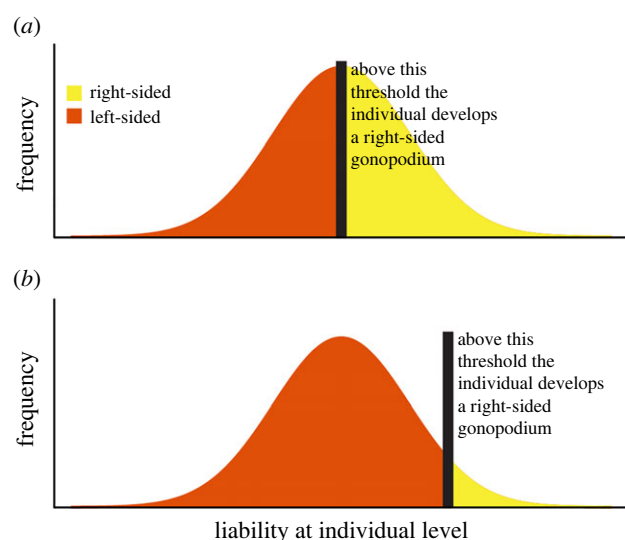 (a)
frequency
right-sided
left-sided
above this
threshold the
individual develops
a right-sided
gonopodium
(b)
frequency
above this
threshold the
individual develops
a right-sided
gonopodium
liability at individual level